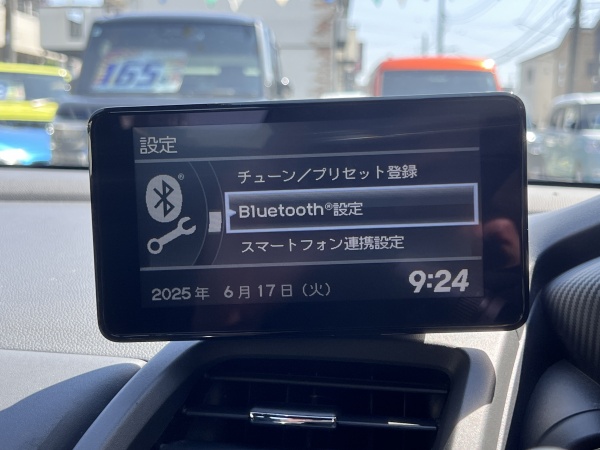 165
設定
チューン／プリセット登録
Bluetooth®設定
スマートフォン連携設定
2025年 6月17日（火） 9:24